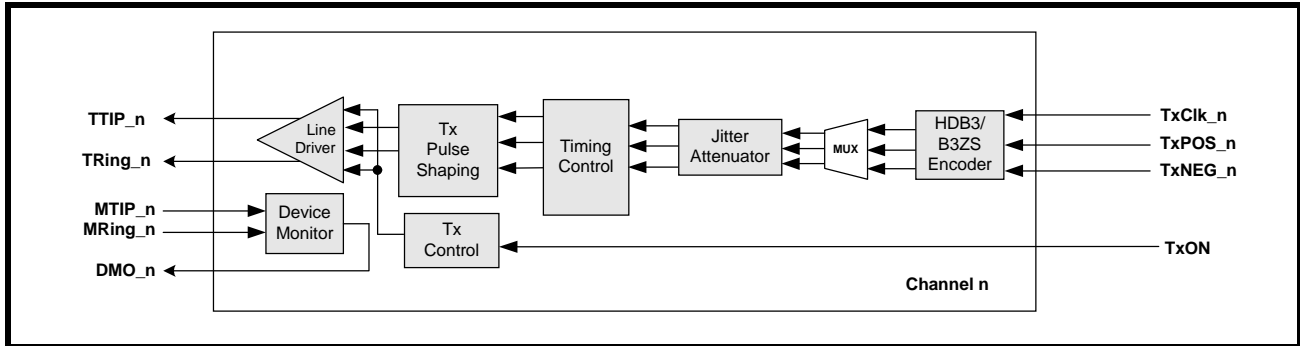 TTIP_n
TRing_n
MTIP_n
MRing_n
DMO_n
Line
Driver
Device
Monitor
Tx
Pulse
Shaping
Tx
Control
Timing
Control
Jitter
Attenuator
MUX
HDB3/
B3ZS
Encoder
TxClk_n
TxPOS_n
TxNEG_n
TxON
Channel n